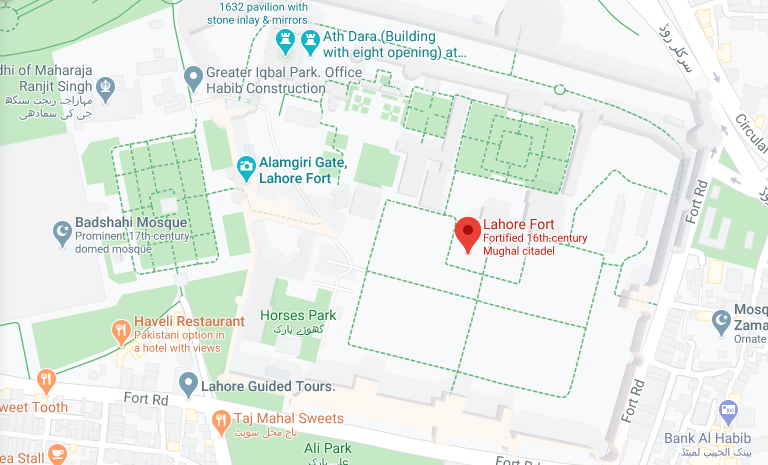 1632 pavilion with
stone inlay & mirrors
Ath Dara (Building
with eight opening) at...
سرکلر روڈ
dhi of Maharaja
Ranjit Singh
مہاراجہ رنجیت سنگھ
جی کی سمادھی
Greater Iqbal Park. Office
Habib Construction
Circular
Alamgiri Gate,
Lahore Fort
Fort Rd
Badshahi Mosque
Prominent 17th-century
domed mosque
Lahore Fort
Fortified 16th-century
Mughal citadel
Haveli Restaurant
Pakistani option in
a hotel with views
Horses Park
گھوڑے پارک
Mosq
Zama
Ornate
Lahore Guided Tours.
Fort Rd
weet Tooth
Fort Rd
Taj Mahal Sweets
تاج محل سویٹ
Bank Al Habib
بینک الحبیب لمیٹڈ
Ali Park
علی پارک
ea Stall
Fort Rd